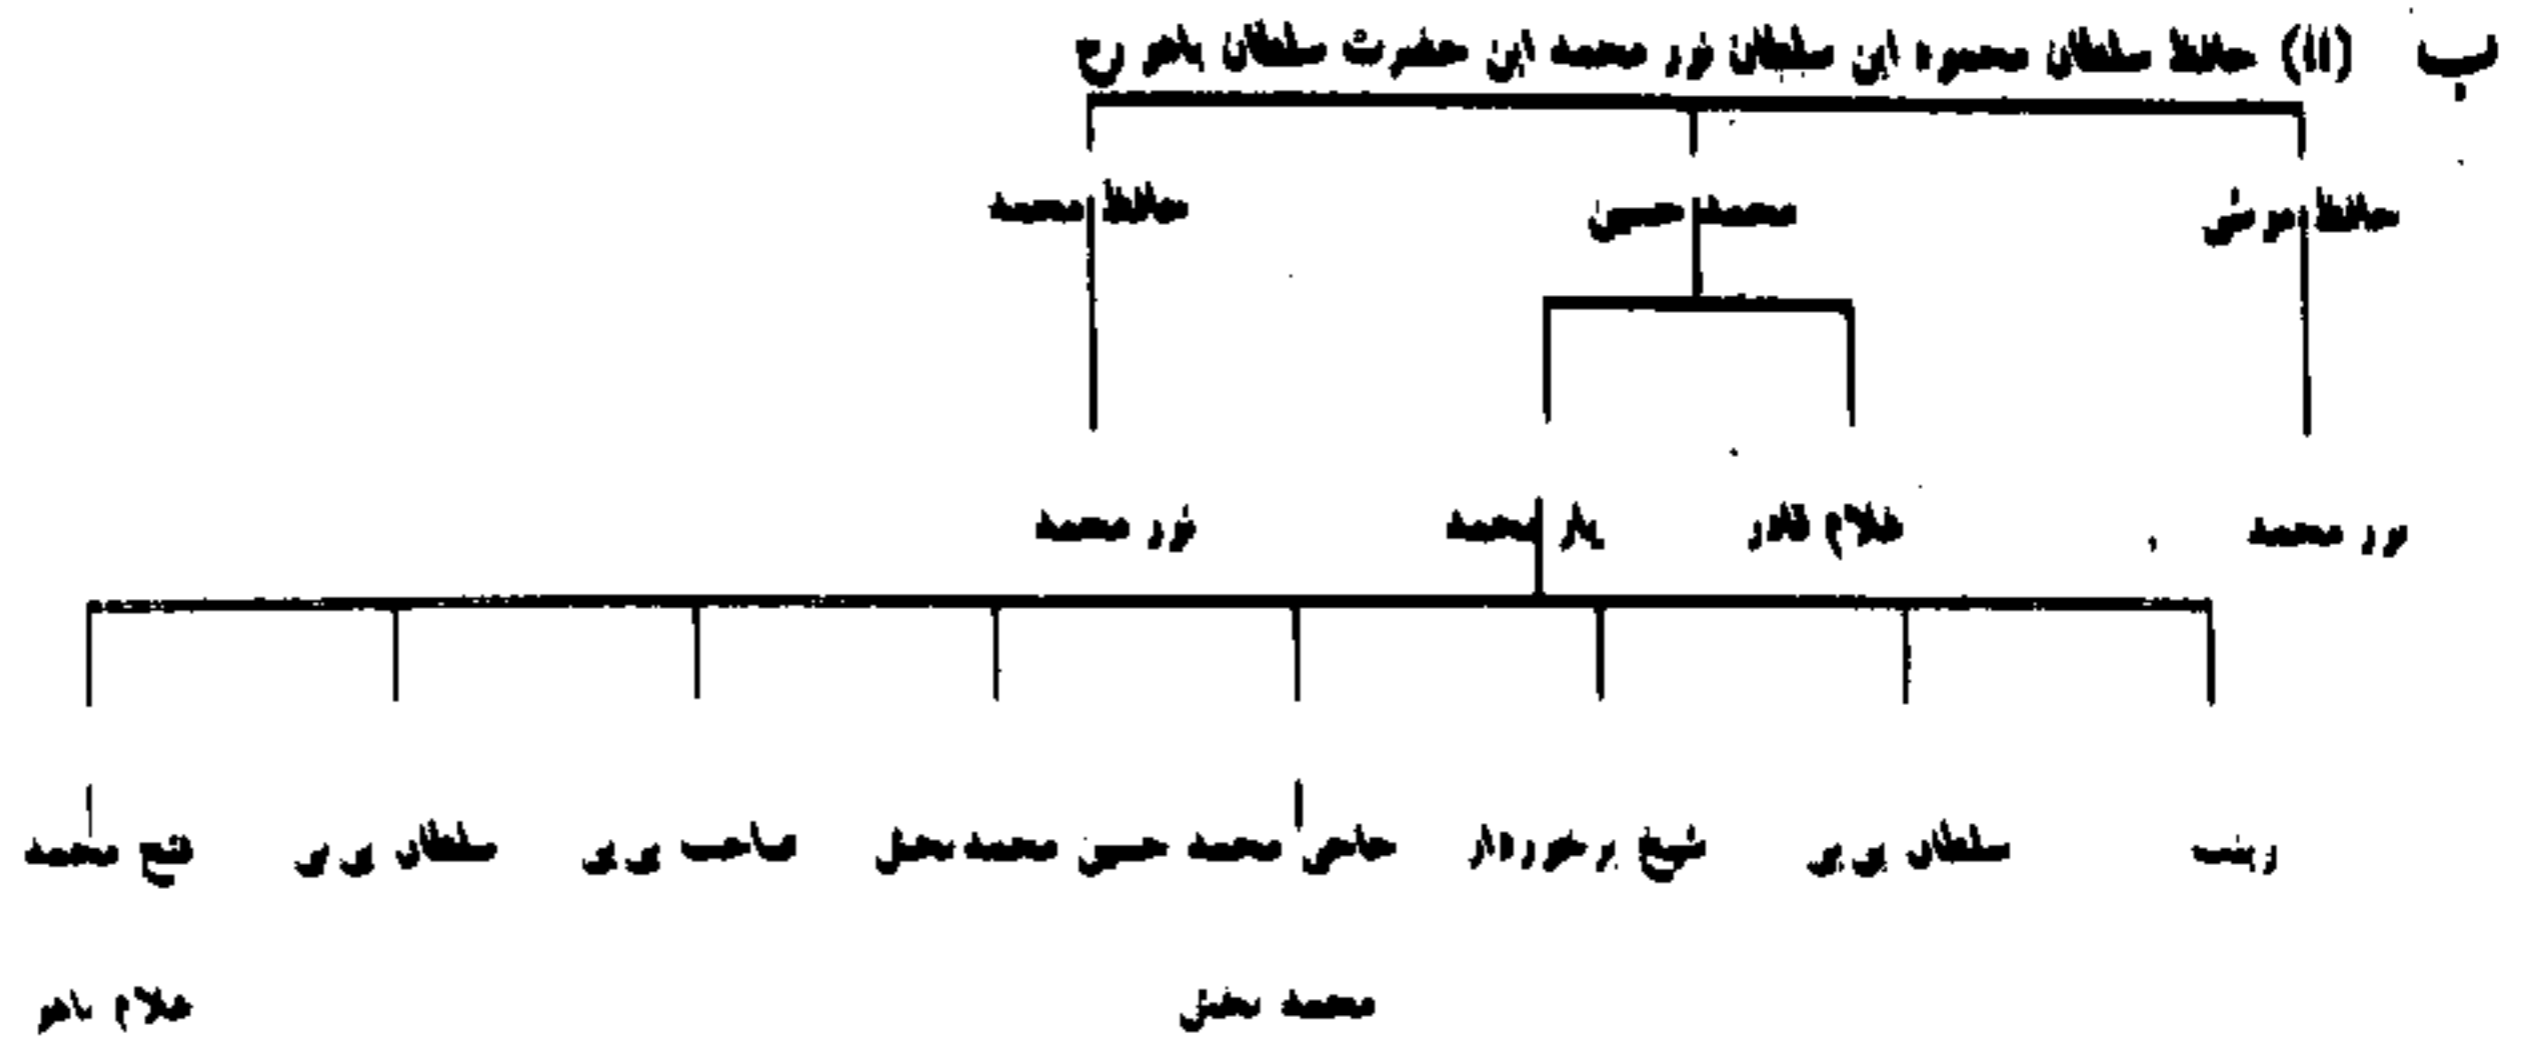 ب (II) حافظ سلطان محمود ابن سلطان نور محمد ابن حضرت سلطان باھو رح
حافظ موسٰی محمد حسین حافظ محمد
نور محمد غلام قادر یار محمد نور محمد
زینب سلطان بی بی شیخ برخوردار حاجی محمد حسین محمد بخش صاحب بی بی سلطان بی بی فتح محمد
محمد بخش غلام باھو